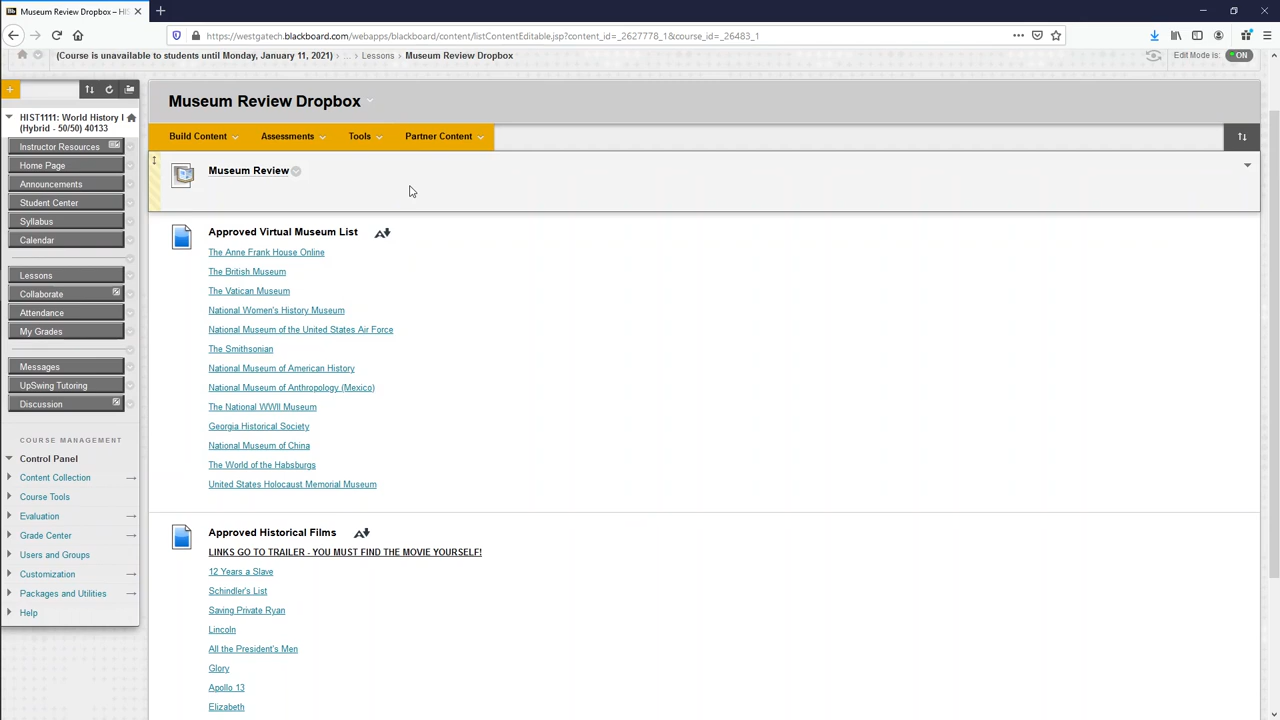 Museum Review Dropbox – HIS
https://westgatech.blackboard.com/webapps/blackboard/content/listContentEditable.jsp?content_id=_2627778_1&course_id=_26483_1
(Course is unavailable to students until Monday, January 11, 2021) › ... › Lessons › Museum Review Dropbox
Edit Mode is: ON
HIST1111: World History I
(Hybrid - 50/50) 40133
Instructor Resources
Home Page
Announcements
Student Center
Syllabus
Calendar
Lessons
Collaborate
Attendance
My Grades
Messages
UpSwing Tutoring
Discussion
COURSE MANAGEMENT
Control Panel
Content Collection
Course Tools
Evaluation
Grade Center
Users and Groups
Customization
Packages and Utilities
Help
Museum Review Dropbox
Build Content Assessments Tools Partner Content
Museum Review
Approved Virtual Museum List
The Anne Frank House Online
The British Museum
The Vatican Museum
National Women's History Museum
National Museum of the United States Air Force
The Smithsonian
National Museum of American History
National Museum of Anthropology (Mexico)
The National WWII Museum
Georgia Historical Society
National Museum of China
The World of the Habsburgs
United States Holocaust Memorial Museum
Approved Historical Films
LINKS GO TO TRAILER - YOU MUST FIND THE MOVIE YOURSELF!
12 Years a Slave
Schindler's List
Saving Private Ryan
Lincoln
All the President's Men
Glory
Apollo 13
Elizabeth